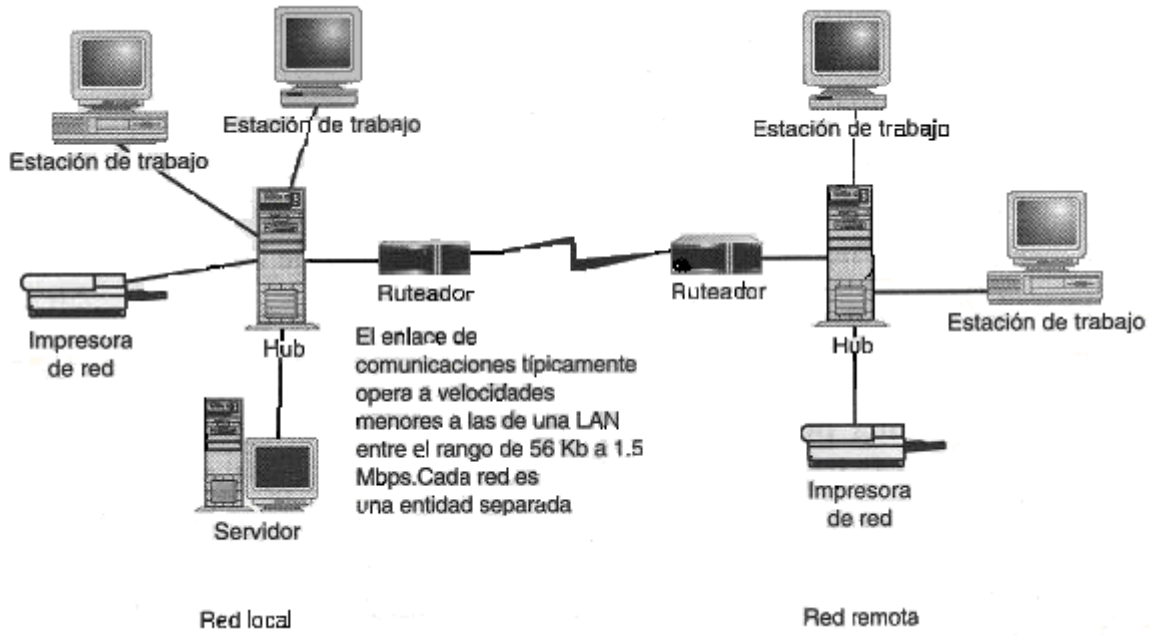 Estación de trabajo
Estación de trabajo
Estación de trabajo
Estación de trabajo
Impresora
de red
Hub
Ruteador
Ruteador
Hub
El enlace de
comunicaciones típicamente
opera a velocidades
menores a las de una LAN
entre el rango de 56 Kb a 1.5
Mbps.Cada red es
una entidad separada
Servidor
Impresora
de red
Red local
Red remota